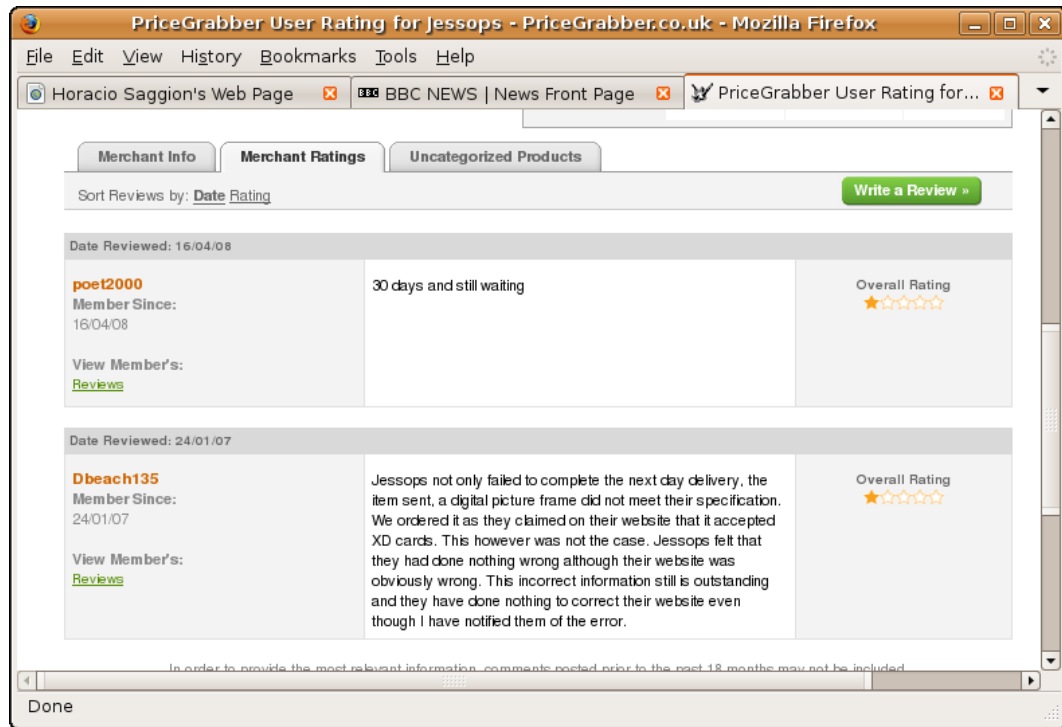 PriceGrabber User Rating for Jessops - PriceGrabber.co.uk - Mozilla Firefox
File Edit View History Bookmarks Tools Help
Horacio Saggion's Web Page BBC BBC NEWS | News Front Page PriceGrabber User Rating for...
Merchant Info Merchant Ratings Uncategorized Products
Sort Reviews by: Date Rating Write a Review »
Date Reviewed: 16/04/08
poet2000
Member Since:
16/04/08
View Member's:
Reviews
30 days and still waiting
Overall Rating
Date Reviewed: 24/01/07
Dbeach135
Member Since:
24/01/07
View Member's:
Reviews
Jessops not only failed to complete the next day delivery, the
item sent, a digital picture frame did not meet their specification.
We ordered it as they claimed on their website that it accepted
XD cards. This however was not the case. Jessops felt that
they had done nothing wrong although their website was
obviously wrong. This incorrect information still is outstanding
and they have done nothing to correct their website even
though I have notified them of the error.
Overall Rating
In order to provide the most relevant information, comments posted prior to the past 18 months may not be included
Done